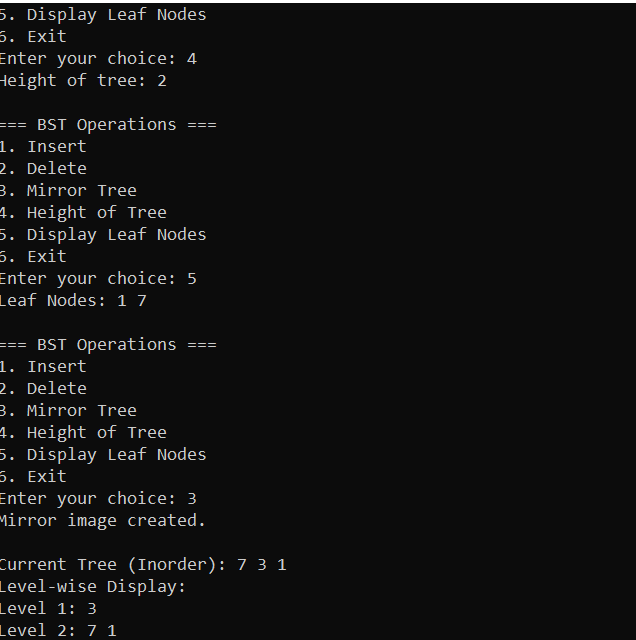 5. Display Leaf Nodes
6. Exit
Enter your choice: 4
Height of tree: 2
=== BST Operations ===
1. Insert
2. Delete
3. Mirror Tree
4. Height of Tree
5. Display Leaf Nodes
6. Exit
Enter your choice: 5
Leaf Nodes: 1 7
=== BST Operations ===
1. Insert
2. Delete
3. Mirror Tree
4. Height of Tree
5. Display Leaf Nodes
6. Exit
Enter your choice: 3
Mirror image created.
Current Tree (Inorder): 7 3 1
Level-wise Display:
Level 1: 3
Level 2: 7 1